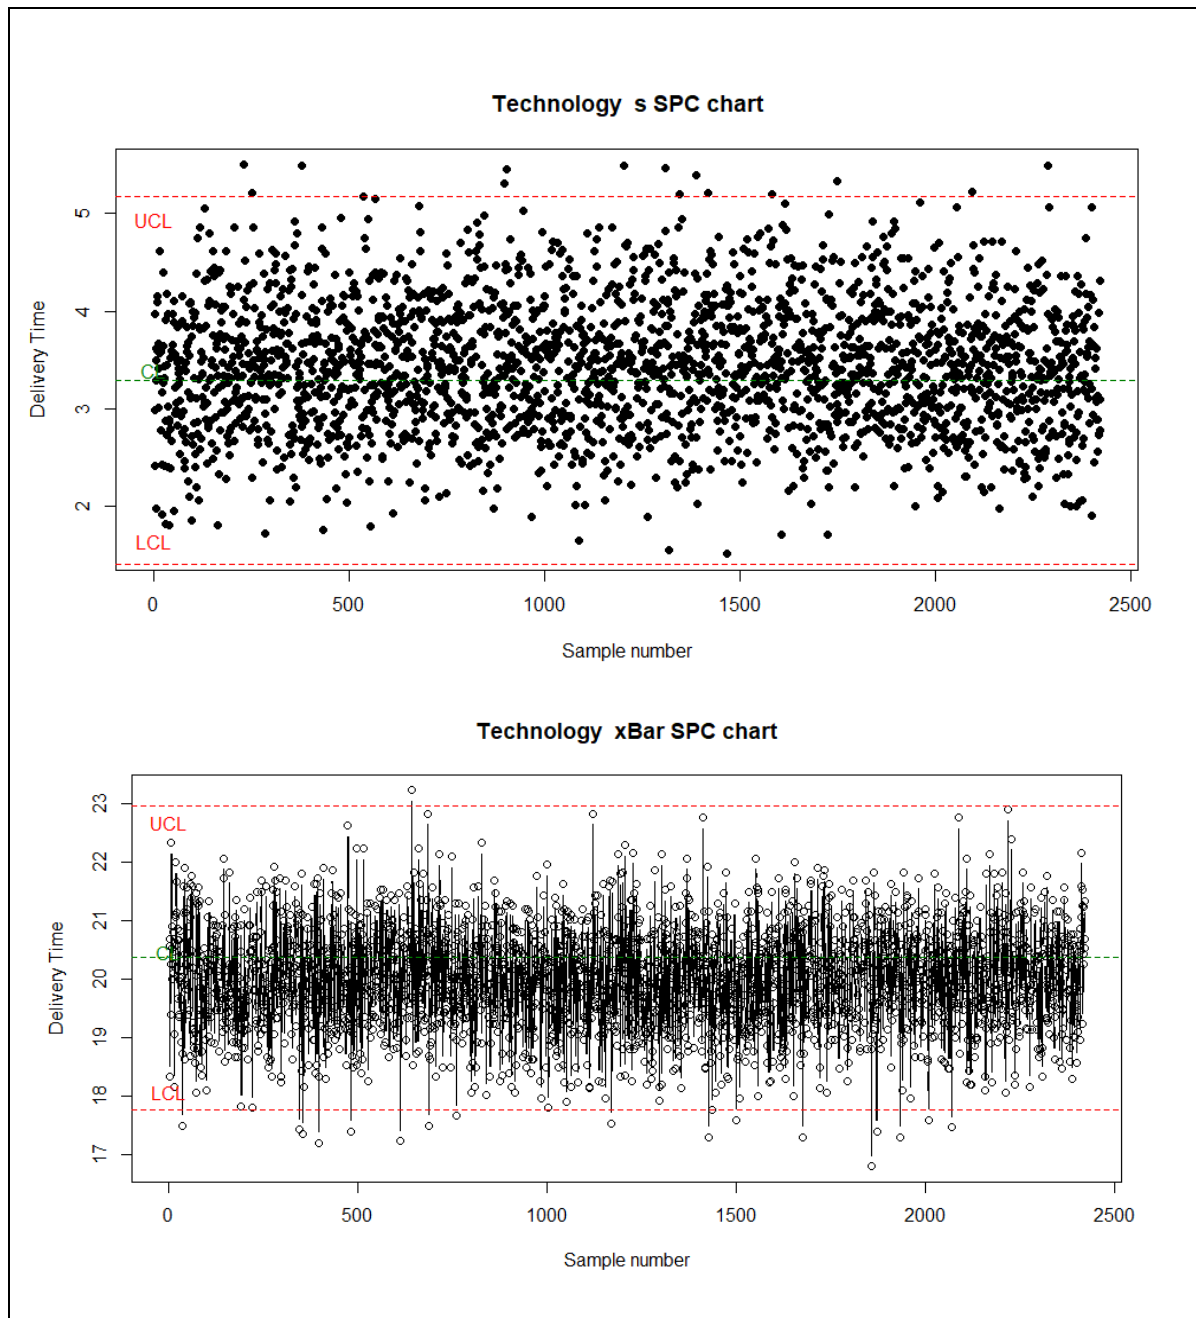 Technology  s SPC chart
Delivery Time
5
4
3
2
UCL
CL
LCL
0 500 1000 1500 2000 2500
Sample number
Technology  xBar SPC chart
Delivery Time
23
22
21
20
19
18
17
UCL
CL
LCL
0 500 1000 1500 2000 2500
Sample number